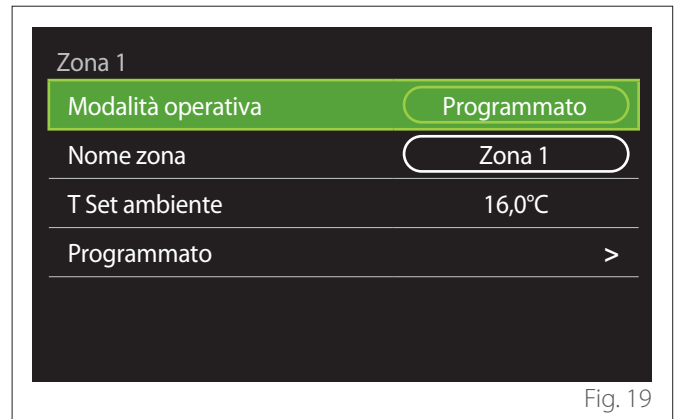 Zona 1
Modalità operativa Programmato
Nome zona Zona 1
T Set ambiente 16,0°C
Programmato >
Fig. 19